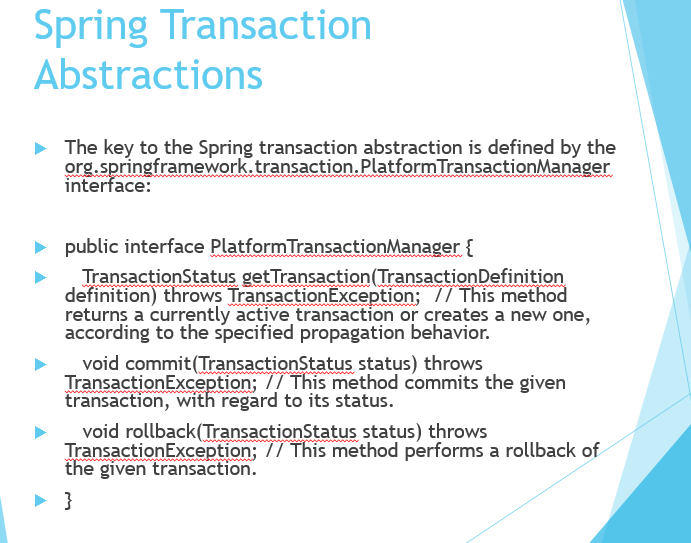 Spring Transaction
Abstractions
The key to the Spring transaction abstraction is defined by the
org.springframework.transaction.PlatformTransactionManager
interface:
public interface PlatformTransactionManager {
TransactionStatus getTransaction(TransactionDefinition
definition) throws TransactionException; // This method
returns a currently active transaction or creates a new one,
according to the specified propagation behavior.
void commit(TransactionStatus status) throws
TransactionException; // This method commits the given
transaction, with regard to its status.
void rollback(TransactionStatus status) throws
TransactionException; // This method performs a rollback of
the given transaction.
}